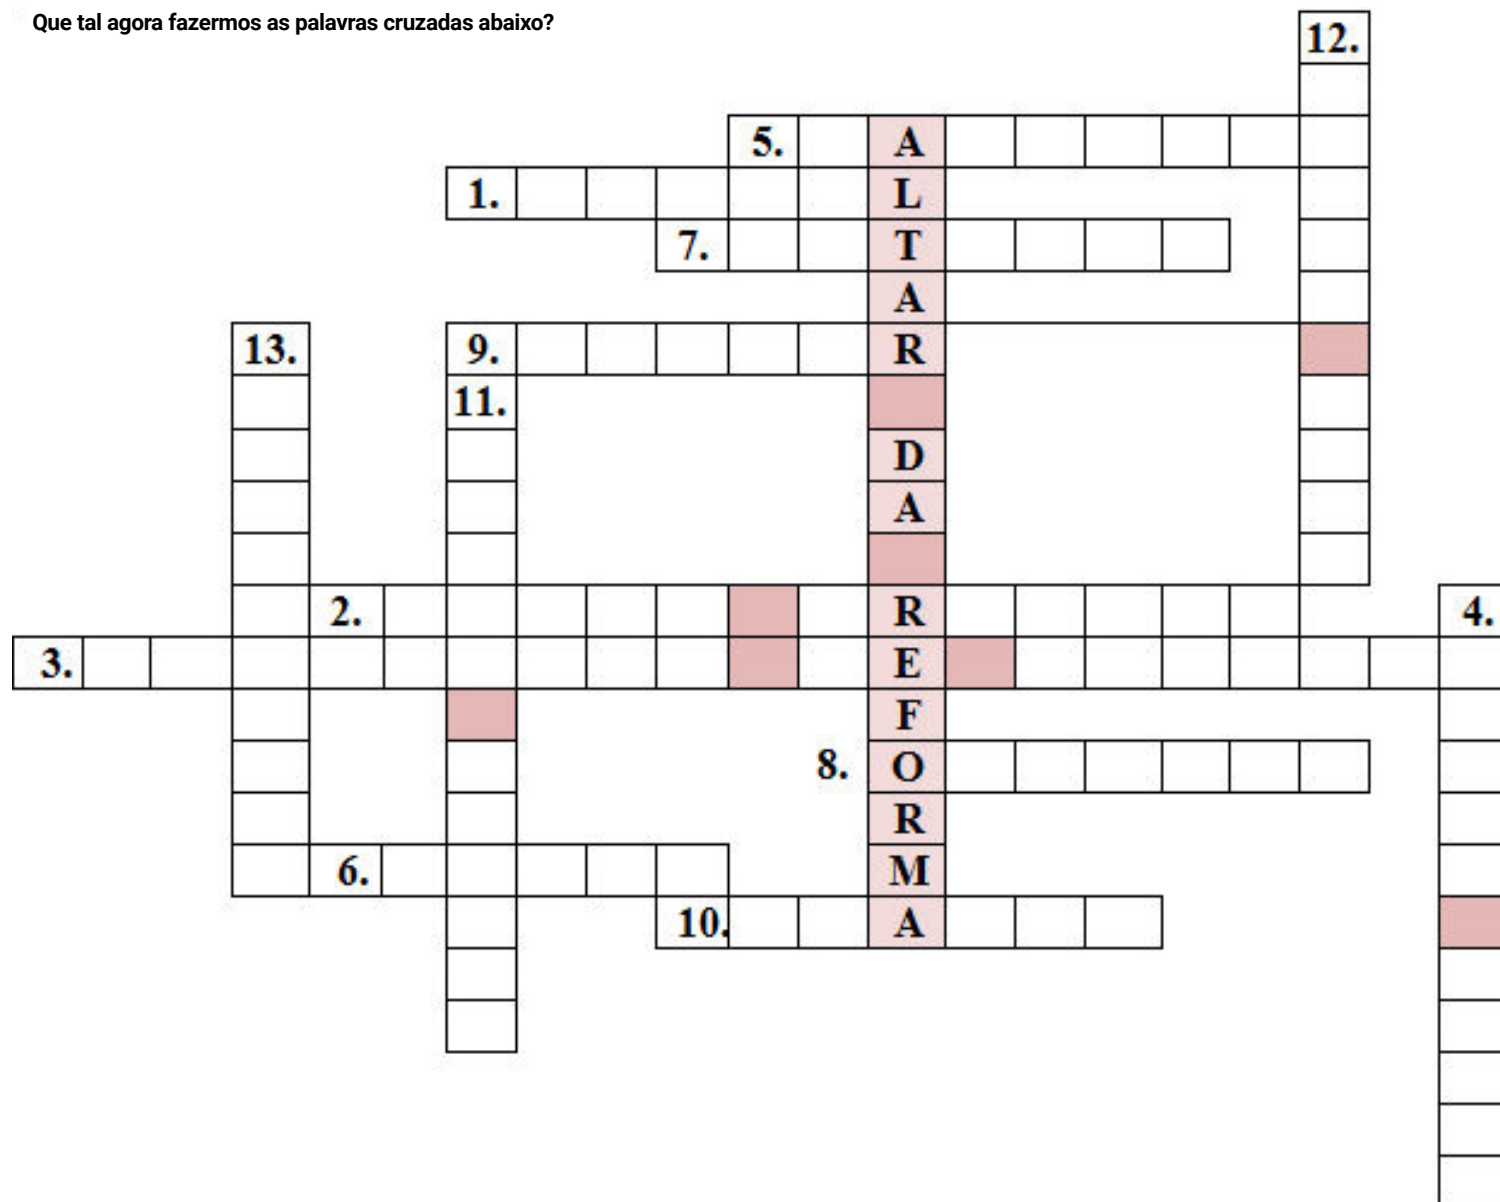 Que tal agora fazermos as palavras cruzadas abaixo?
12.
5. A
1. L
7. T
A
13. 9. R
11.
D
A
2. R 4.
3. E
F
8. O
R
6. M
10. A